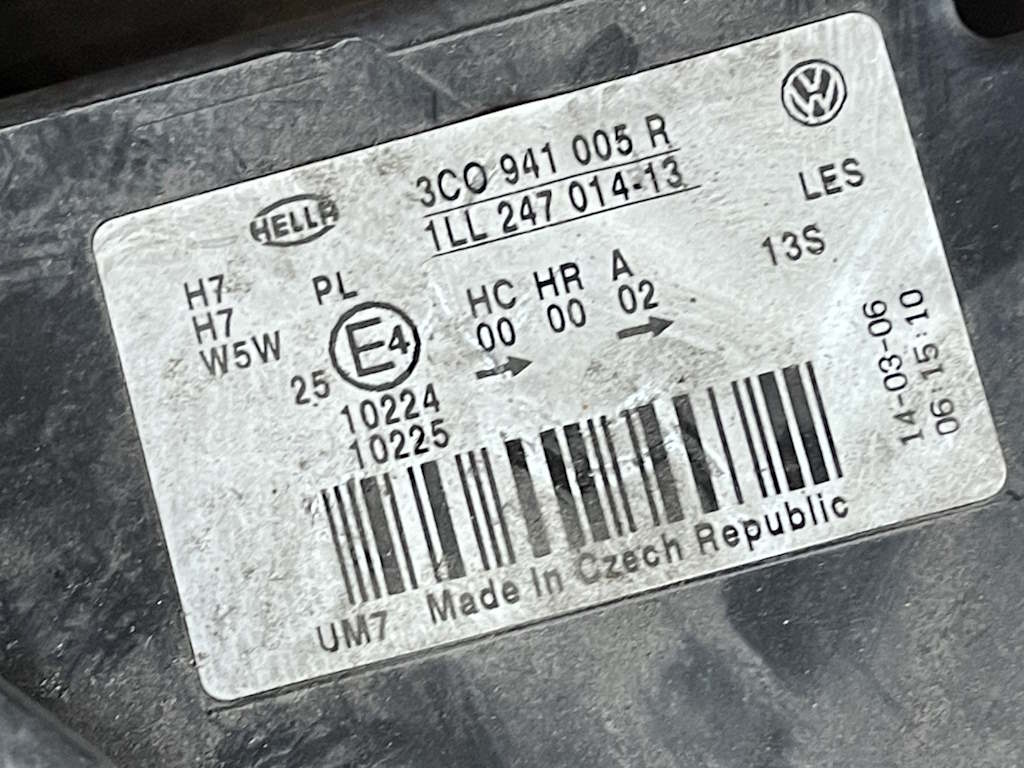 VW
HELLA
3C0 941 005 R
1LL 247 014-13
LES
13S
H7
H7
W5W
PL
HC HR A
00 00 02
25
E4
10224
10225
14-03-06
06:15:10
UM7 Made In Czech Republic